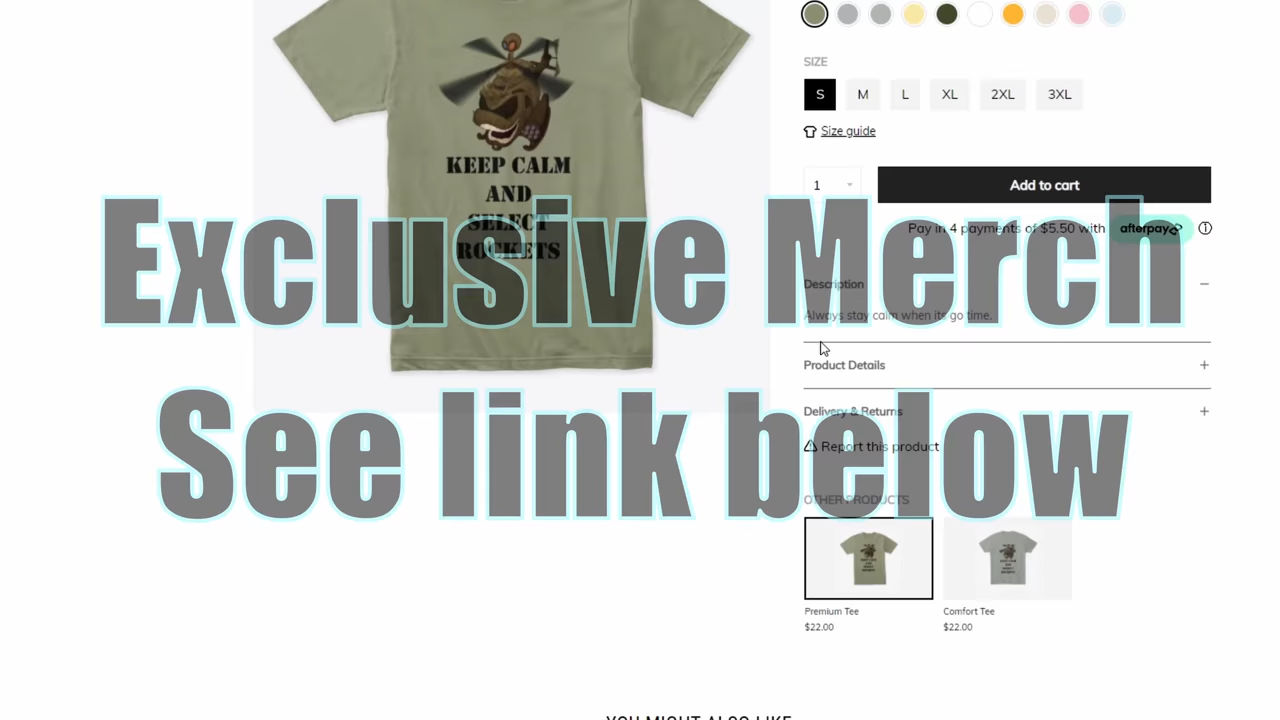 SIZE
S M L XL 2XL 3XL
Size guide
KEEP CALM
AND
SELECT
ROCKETS
1 Add to cart
Pay in 4 payments of $5.50 with afterpay
Exclusive Merch
Description
Always stay calm when its go time.
Product Details
Delivery & Returns
Report this product
See link below
OTHER PRODUCTS
Premium Tee
$22.00
Comfort Tee
$22.00
YOU MIGHT ALSO LIKE